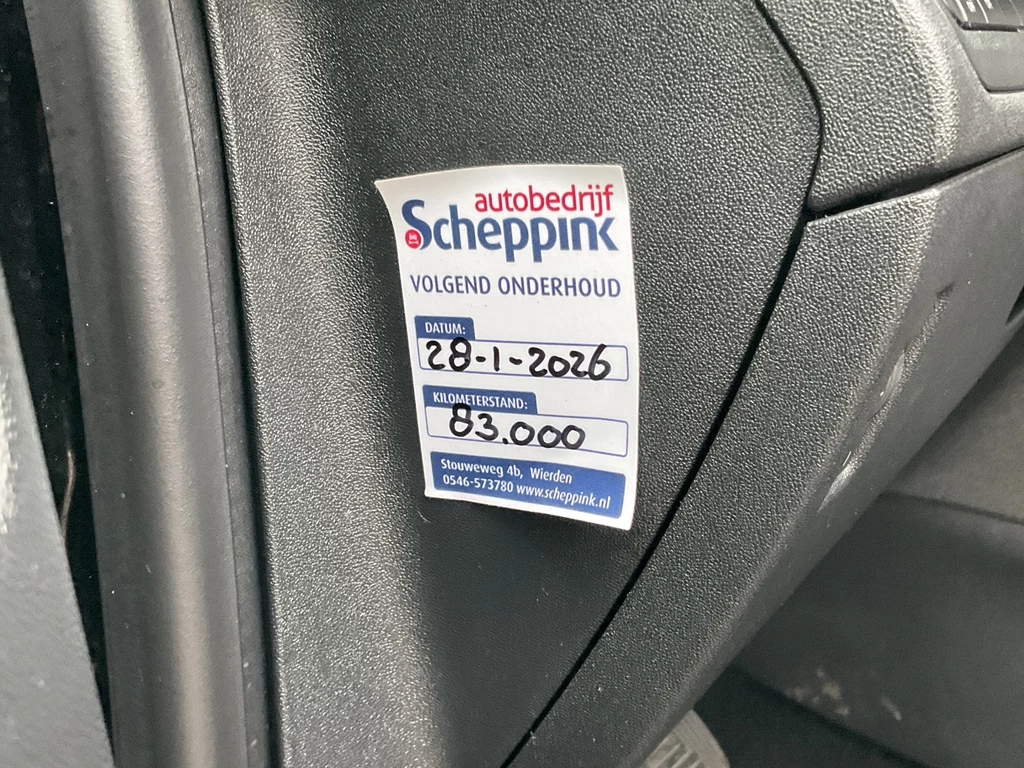 autobedrijf
Scheppink
VOLGEND ONDERHOUD
DATUM:
28-1-2026
KILOMETERSTAND:
83.000
Stouweweg 4b, Wierden
0546-573780 www.scheppink.nl